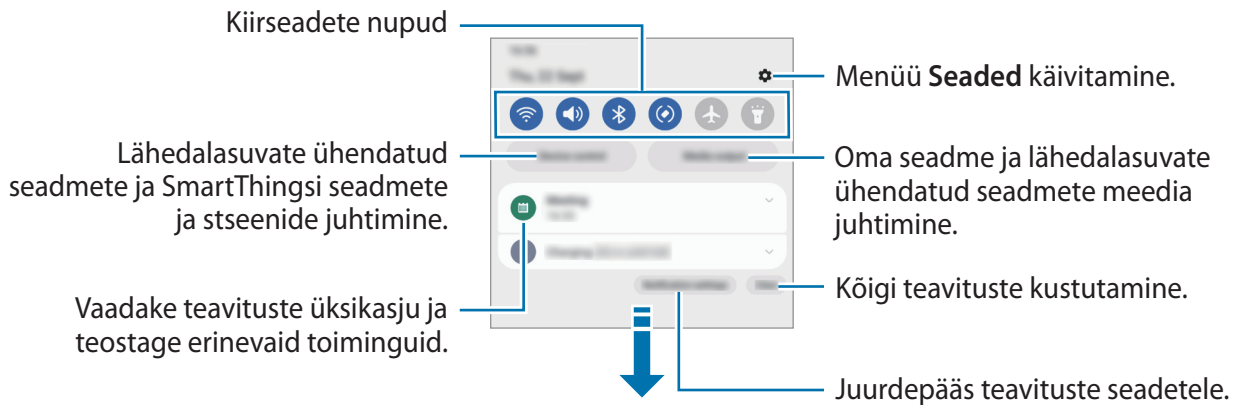 Kiirseadete nupud
Menüü Seaded käivitamine.
Lähedalasuvate ühendatud
seadmete ja SmartThingsi seadmete
ja stseenide juhtimine.
Oma seadme ja lähedalasuvate
ühendatud seadmete meedia
juhtimine.
Vaadake teavituste üksikasju ja
teostage erinevaid toiminguid.
Kõigi teavituste kustutamine.
Juurdepääs teavituste seadetele.